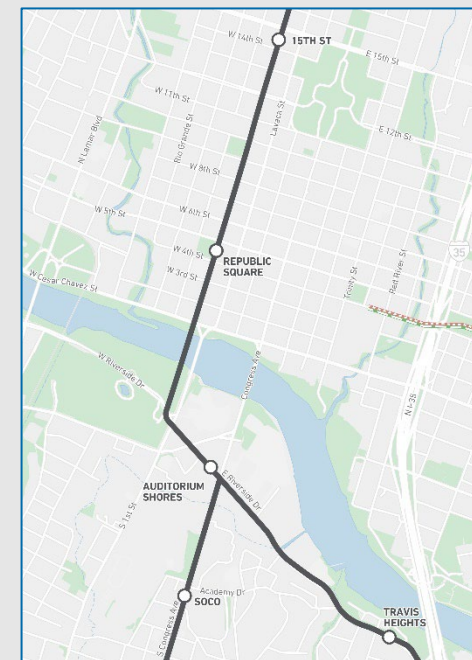 W 14th St
15TH ST
E 15th St
W 11th St
Lavaca St
N Lamar Blvd
Rio Grande St
E 12th St
W 8th St
W 6th St
W 5th St
W 4th St
REPUBLIC
SQUARE
W 3rd St
W Cesar Chavez St
Trinity St
Red River St
35
N I-35
W Riverside Dr
Congress Ave
AUDITORIUM
SHORES
E Riverside Dr
S 1st St
Academy Dr
SOCO
S Congress Ave
TRAVIS
HEIGHTS